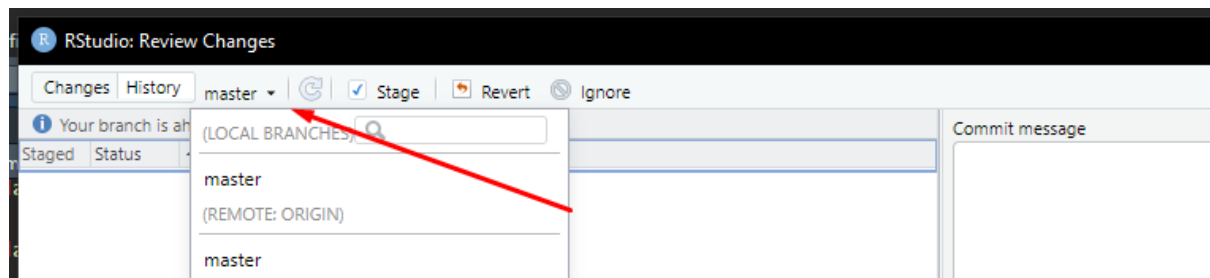 R RStudio: Review Changes
Changes History master Stage Revert Ignore
Your branch is ah
(LOCAL BRANCHES)
Commit message
Staged Status
master
(REMOTE: ORIGIN)
master